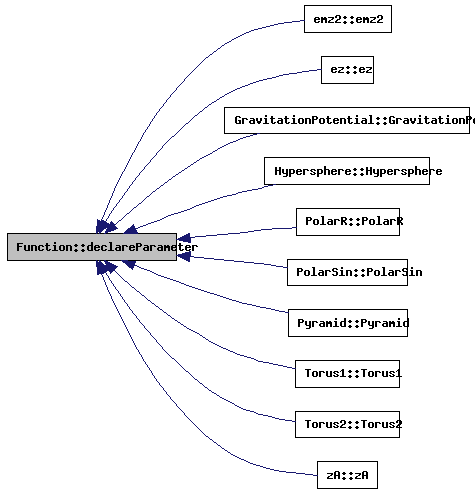 emz2::emz2
ez::ez
GravitationPotential::GravitationPo
Hypersphere::Hypersphere
PolarR::PolarR
Function::declareParameter
PolarSin::PolarSin
Pyramid::Pyramid
Torus1::Torus1
Torus2::Torus2
zA::zA